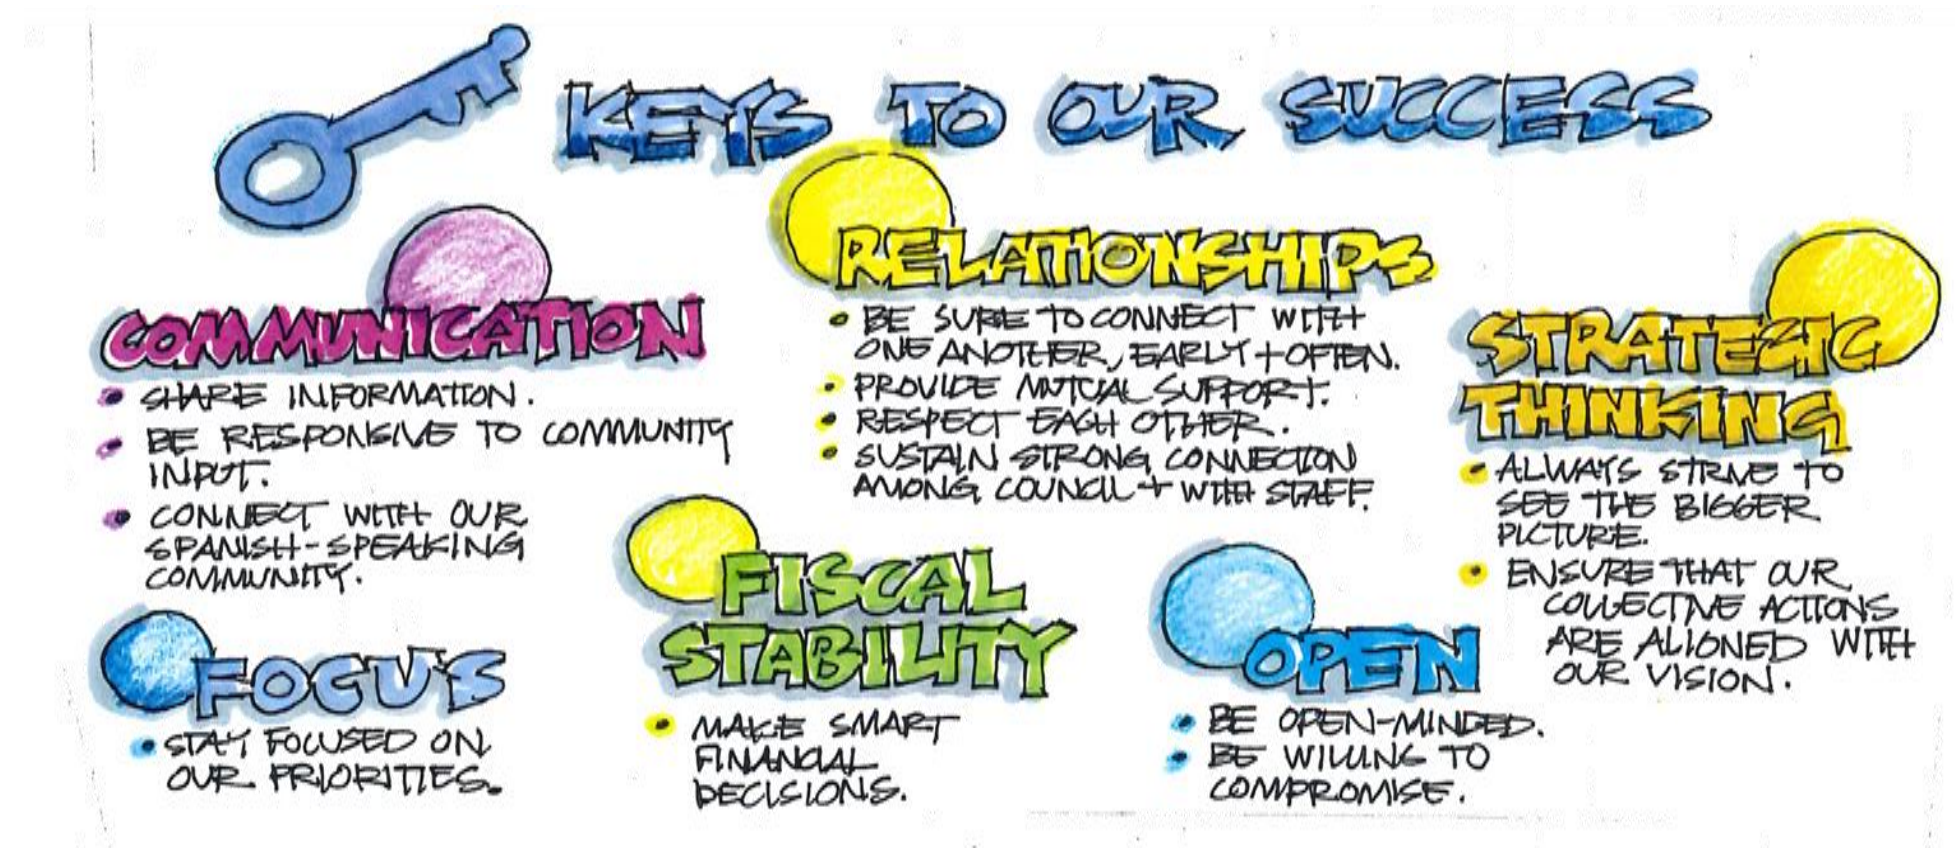 KEYS TO OUR SUCCESS
COMMUNICATION
• SHARE INFORMATION.
• BE RESPONSIVE TO COMMUNITY
INPUT.
• CONNECT WITH OUR
SPANISH-SPEAKING
COMMUNITY.
RELATIONSHIPS
• BE SURE TO CONNECT WITH
ONE ANOTHER, EARLY + OFTEN.
• PROVIDE MUTUAL SUPPORT.
• RESPECT EACH OTHER.
• SUSTAIN STRONG CONNECTION
AMONG COUNCIL + WITH STAFF.
STRATEGIC
THINKING
• ALWAYS STRIVE TO
SEE THE BIGGER
PICTURE.
• ENSURE THAT OUR
COLLECTIVE ACTIONS
ARE ALIGNED WITH
OUR VISION.
FOCUS
• STAY FOCUSED ON
OUR PRIORITIES.
FISCAL
STABILITY
• MAKE SMART
FINANCIAL
DECISIONS.
OPEN
• BE OPEN-MINDED.
• BE WILLING TO
COMPROMISE.